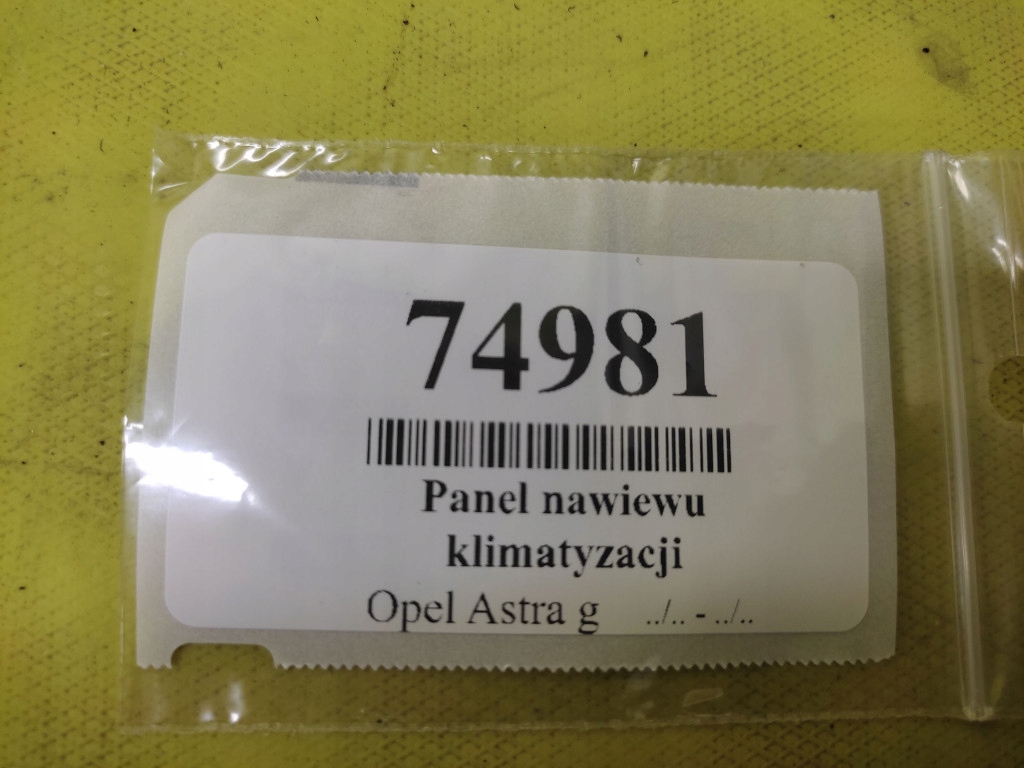 74981
Panel nawiewu
klimatyzacji
Opel Astra g ../.. - ../..